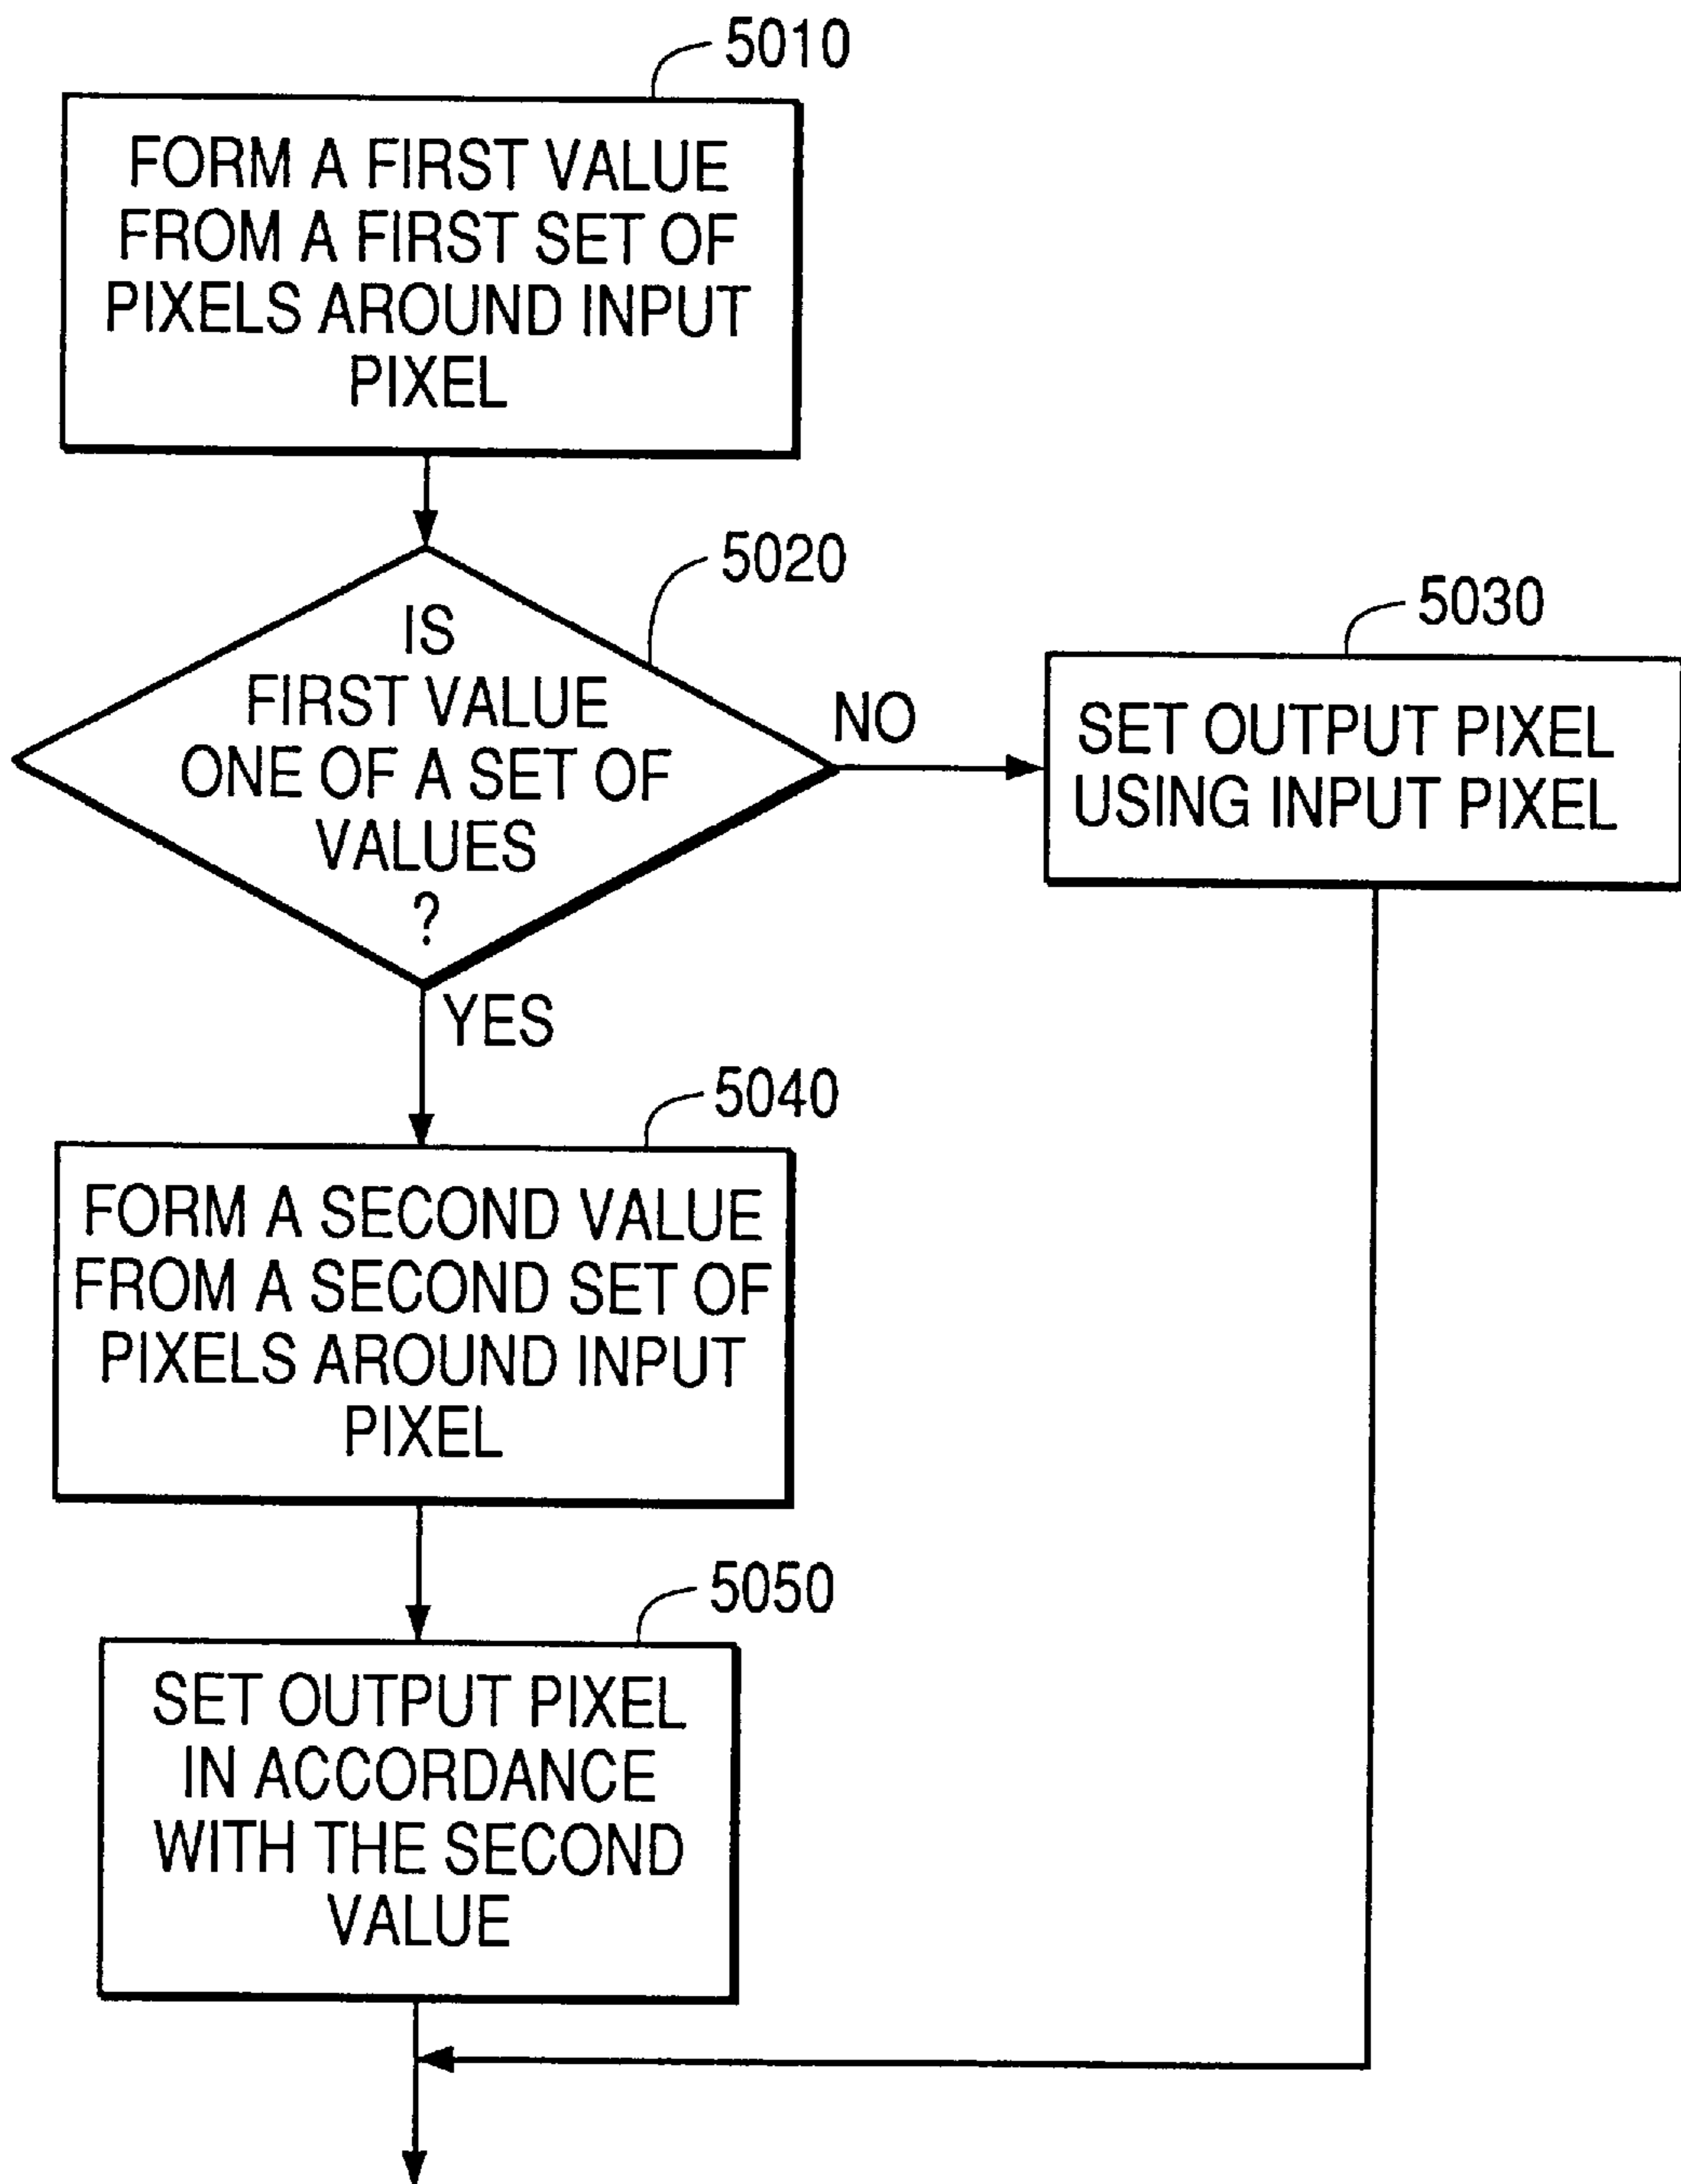 5010
FORM A FIRST VALUE
FROM A FIRST SET OF
PIXELS AROUND INPUT
PIXEL
5020
IS
FIRST VALUE
ONE OF A SET OF
VALUES
?
NO
5030
SET OUTPUT PIXEL
USING INPUT PIXEL
YES
5040
FORM A SECOND VALUE
FROM A SECOND SET OF
PIXELS AROUND INPUT
PIXEL
5050
SET OUTPUT PIXEL
IN ACCORDANCE
WITH THE SECOND
VALUE